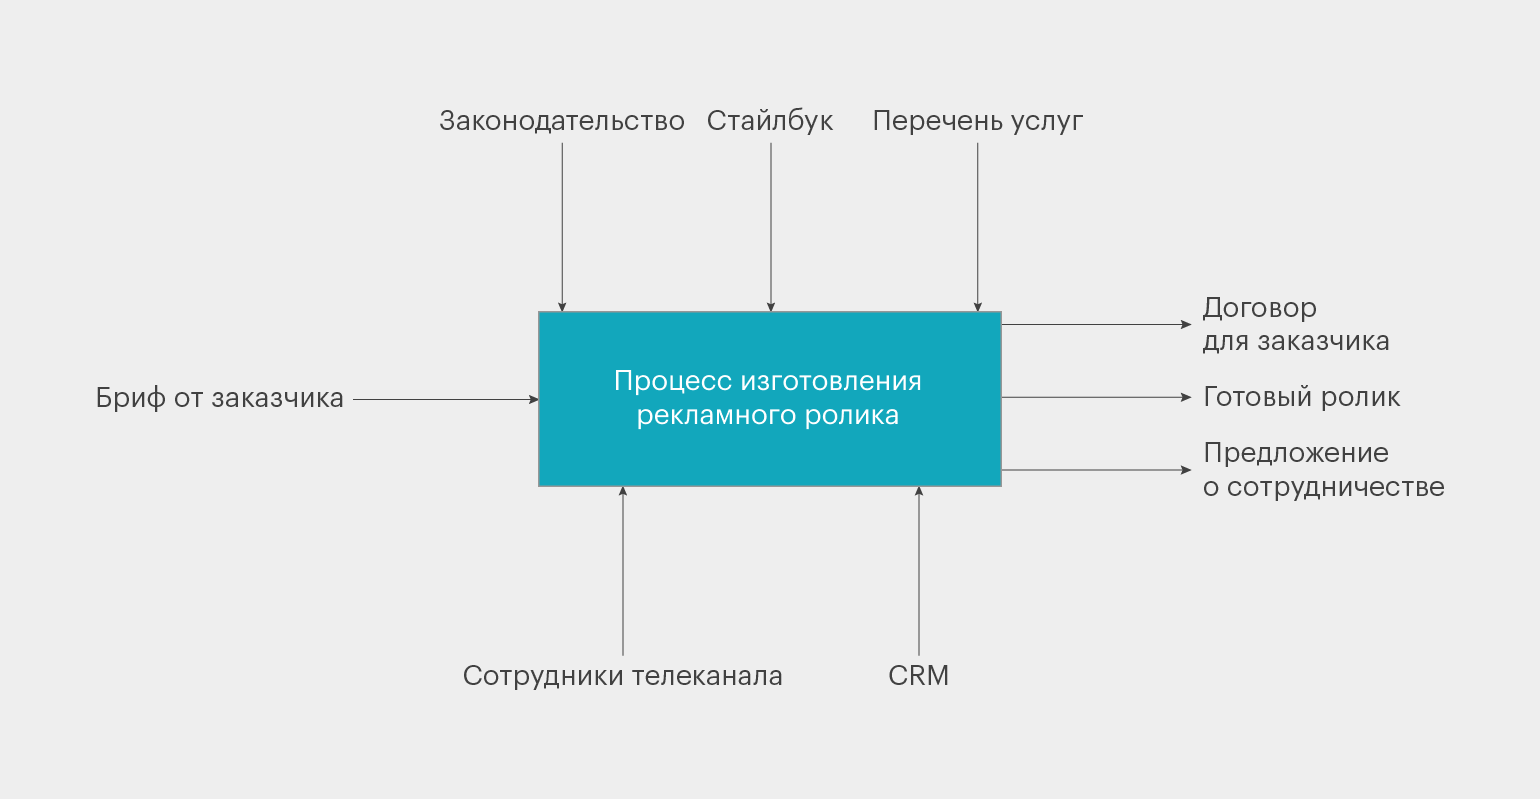 Законодательство Стайлбук Перечень услуг
Бриф от заказчика
Процесс изготовления
рекламного ролика
Договор
для заказчика
Готовый ролик
Предложение
о сотрудничестве
Сотрудники телеканала CRM